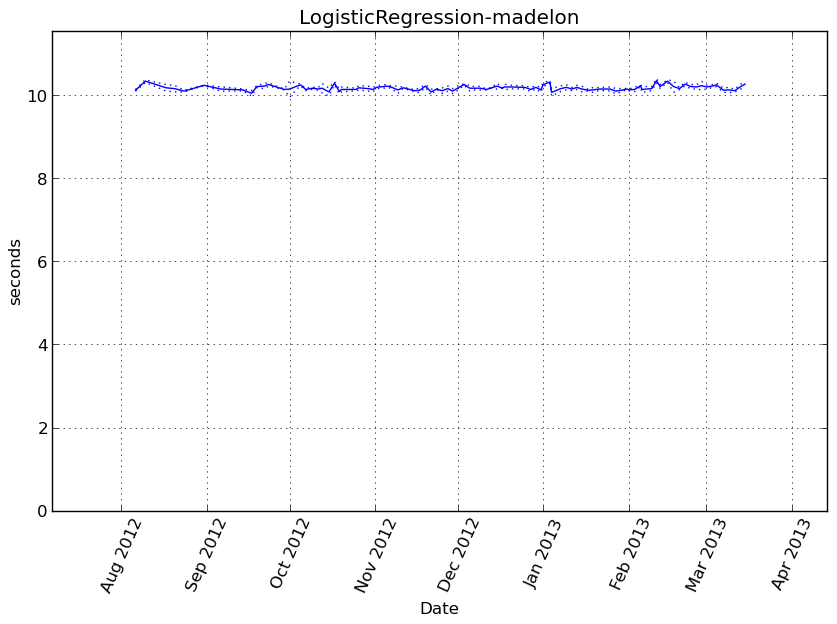 LogisticRegression-madelon
10
8
6
4
2
0
seconds
Aug 2012
Sep 2012
Oct 2012
Nov 2012
Dec 2012
Jan 2013
Feb 2013
Mar 2013
Apr 2013
Date